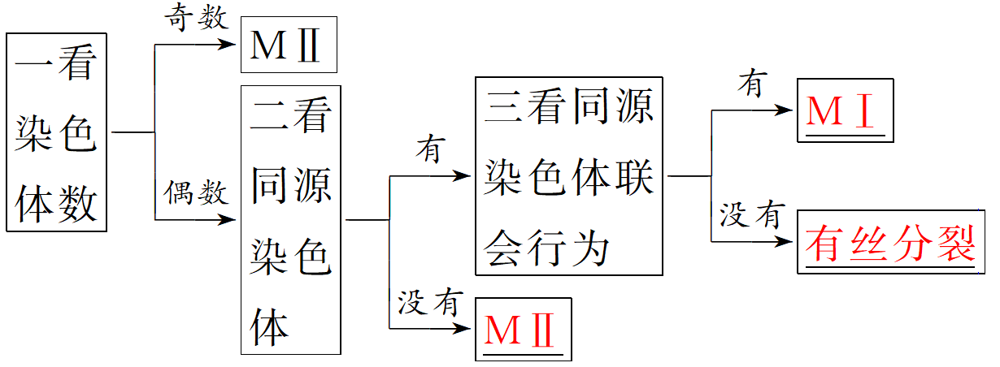 一看
染色
体数
奇数
MⅡ
偶数
二看
同源
染色
体
有
三看同源
染色体联
会行为
没有
MⅡ
有
MⅠ
没有
有丝分裂